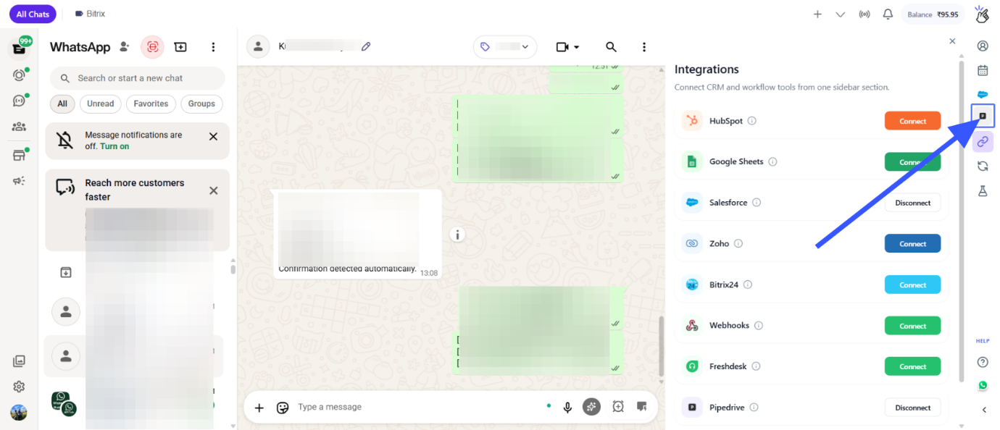 All Chats
Bitrix
Balance ₹95.95
99+
WhatsApp
Search or start a new chat
All
Unread
Favorites
Groups
Message notifications are
off. Turn on
Reach more customers
faster
K
12:51
Confirmation detected automatically.
13:08
Type a message
Integrations
Connect CRM and workflow tools from one sidebar section.
HubSpot
Connect
Google Sheets
Connect
Salesforce
Disconnect
Zoho
Connect
Bitrix24
Connect
Webhooks
Connect
Freshdesk
Connect
Pipedrive
Disconnect
HELP